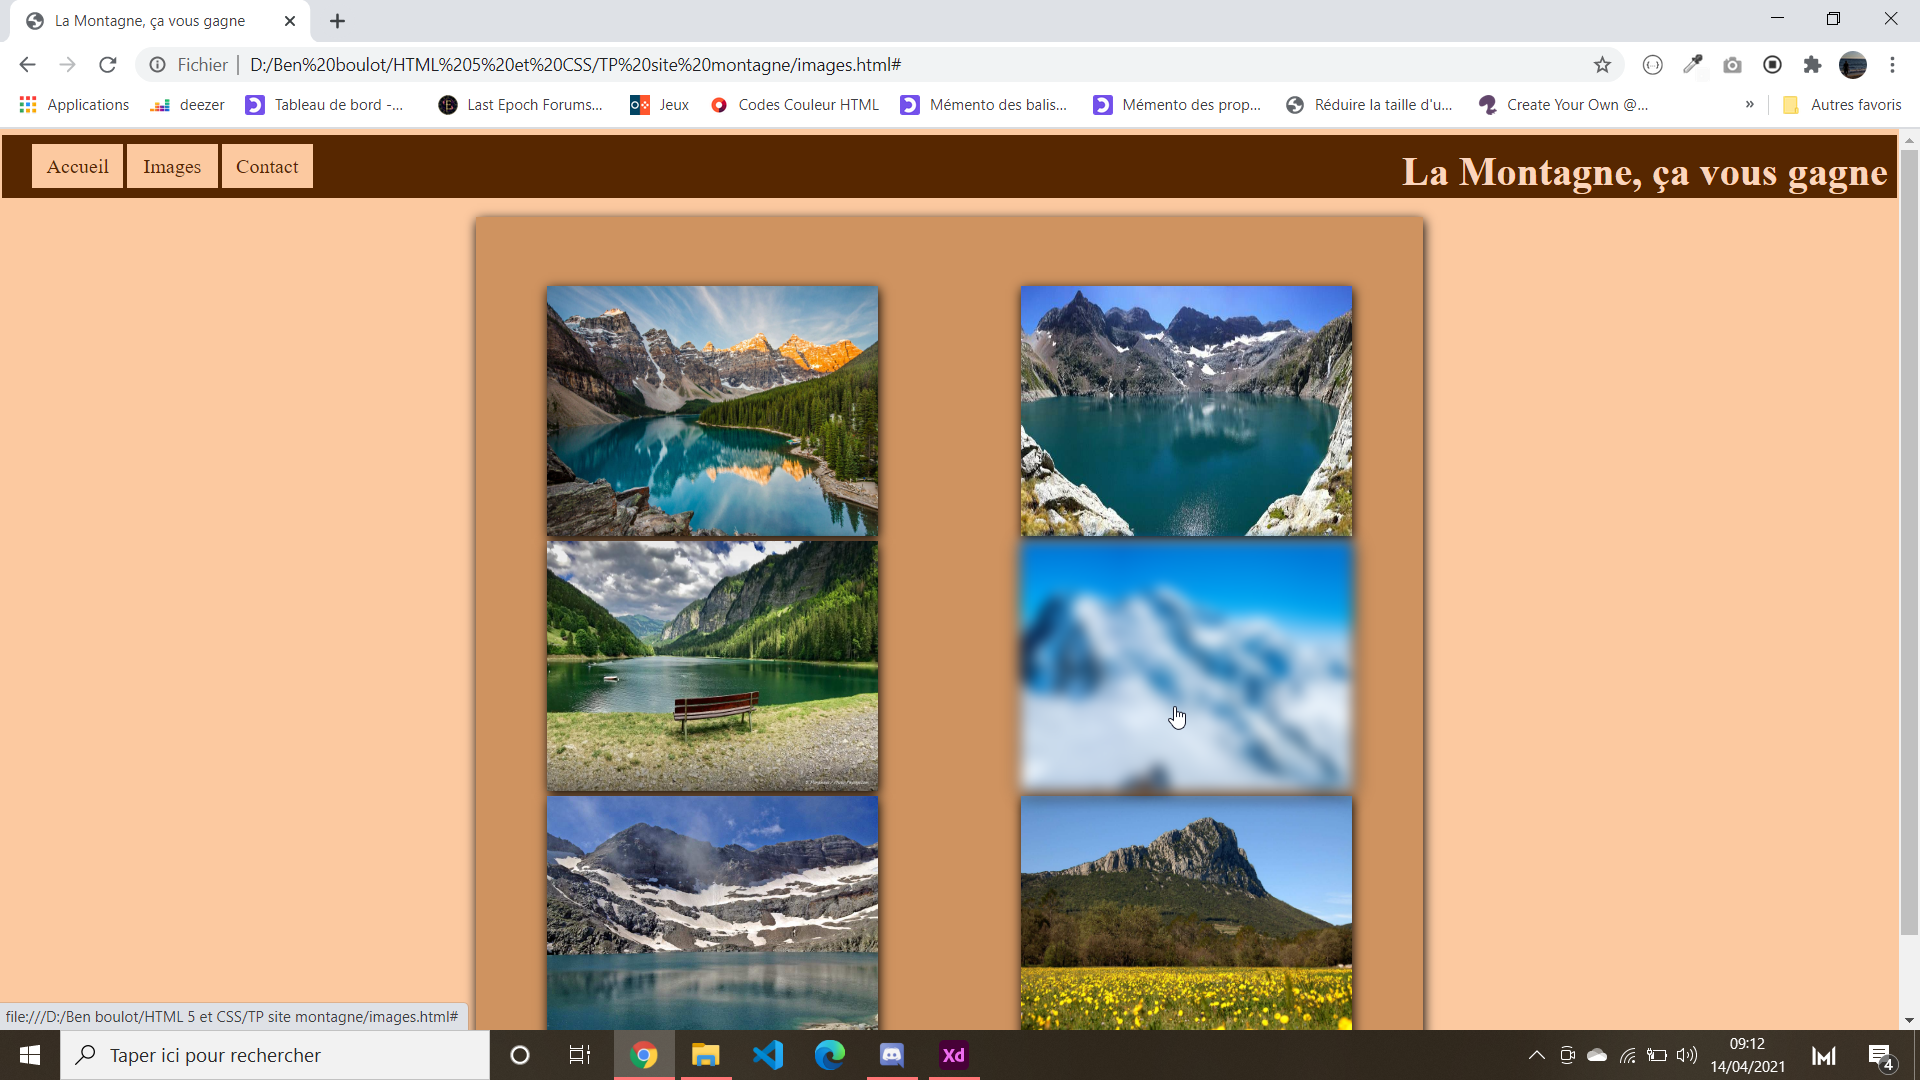 La Montagne, ça vous gagne
Fichier
D:/Ben%20boulot/HTML%205%20et%20CSS/TP%20site%20montagne/images.html#
Applications
deezer
Tableau de bord -...
Last Epoch Forums...
Jeux
Codes Couleur HTML
Mémento des balis...
Mémento des prop...
Réduire la taille d'u...
Create Your Own @...
»
Autres favoris
Accueil
Images
Contact
La Montagne, ça vous gagne
file:///D:/Ben boulot/HTML 5 et CSS/TP site montagne/images.html#
Taper ici pour rechercher
Xd
09:12
14/04/2021
4